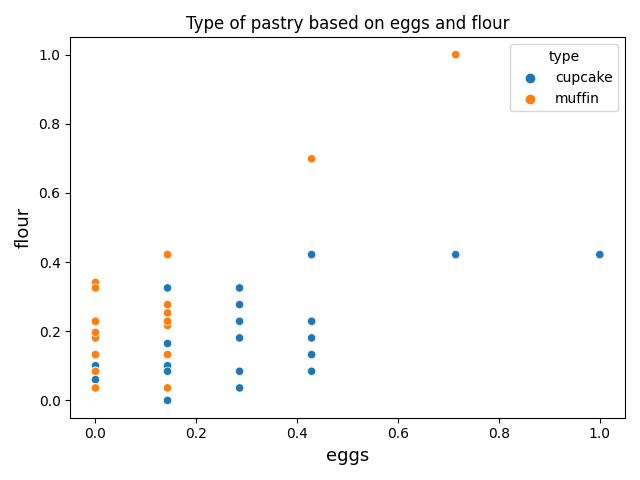 Type of pastry based on eggs and flour
type
cupcake
muffin
flour
1.0
0.8
0.6
0.4
0.2
0.0
0.0 0.2 0.4 0.6 0.8 1.0
eggs